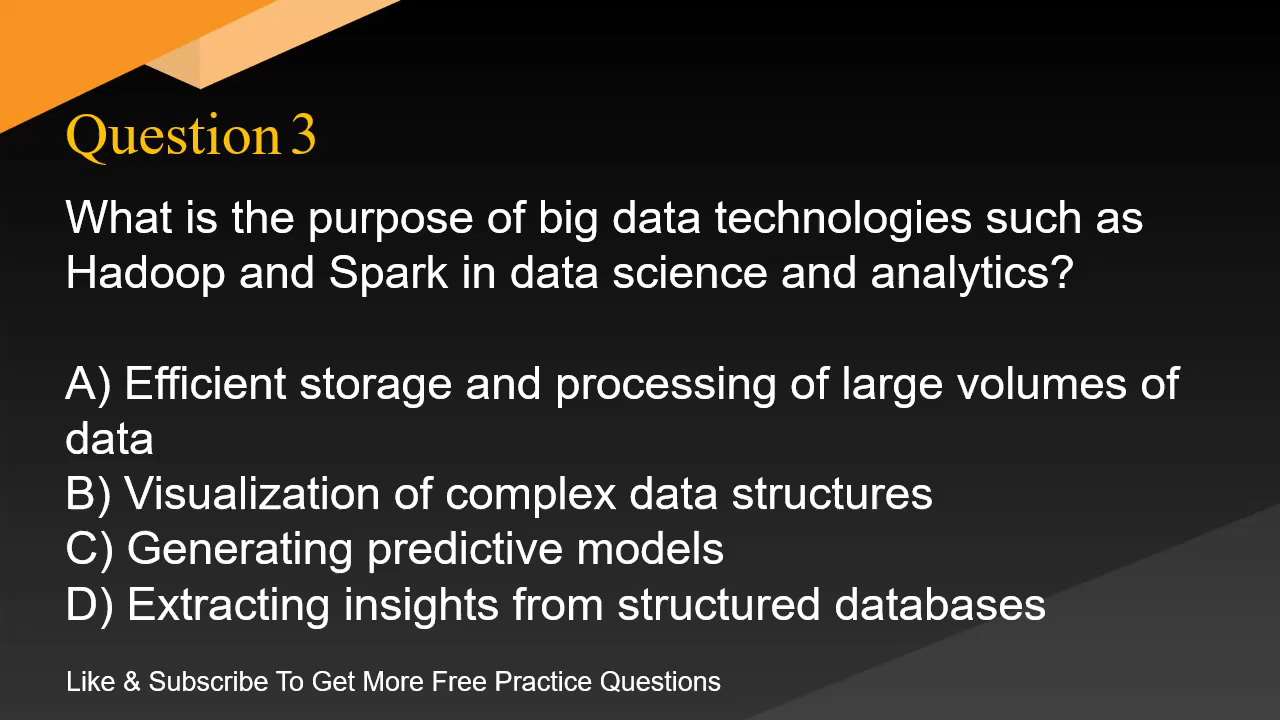 Question 3
What is the purpose of big data technologies such as
Hadoop and Spark in data science and analytics?
A) Efficient storage and processing of large volumes of
data
B) Visualization of complex data structures
C) Generating predictive models
D) Extracting insights from structured databases
Like & Subscribe To Get More Free Practice Questions